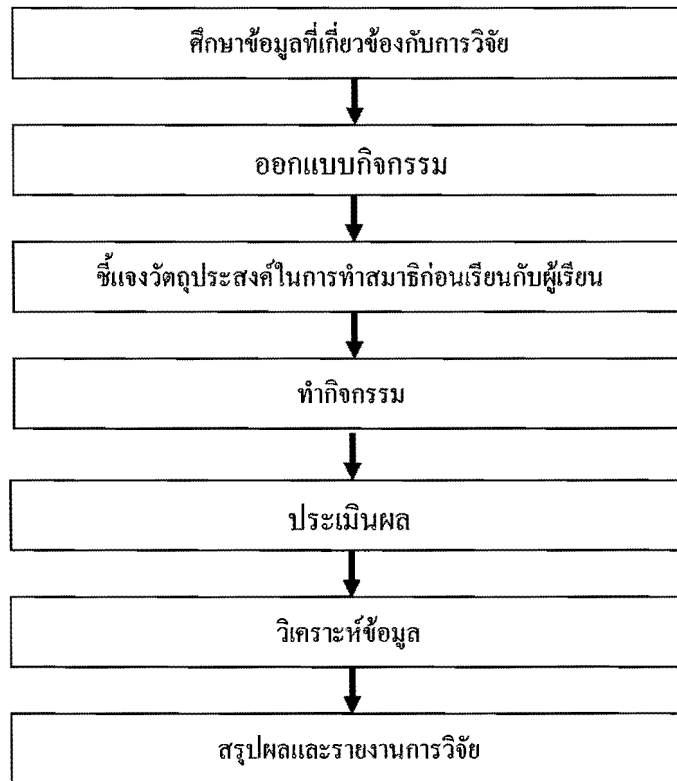 ศึกษาข้อมูลที่เกี่ยวข้องกับการวิจัย
ออกแบบกิจกรรม
ชี้แจงวัตถุประสงค์ในการทำสมาธิก่อนเรียนกับผู้เรียน
ทำกิจกรรม
ประเมินผล
วิเคราะห์ข้อมูล
สรุปผลและรายงานการวิจัย